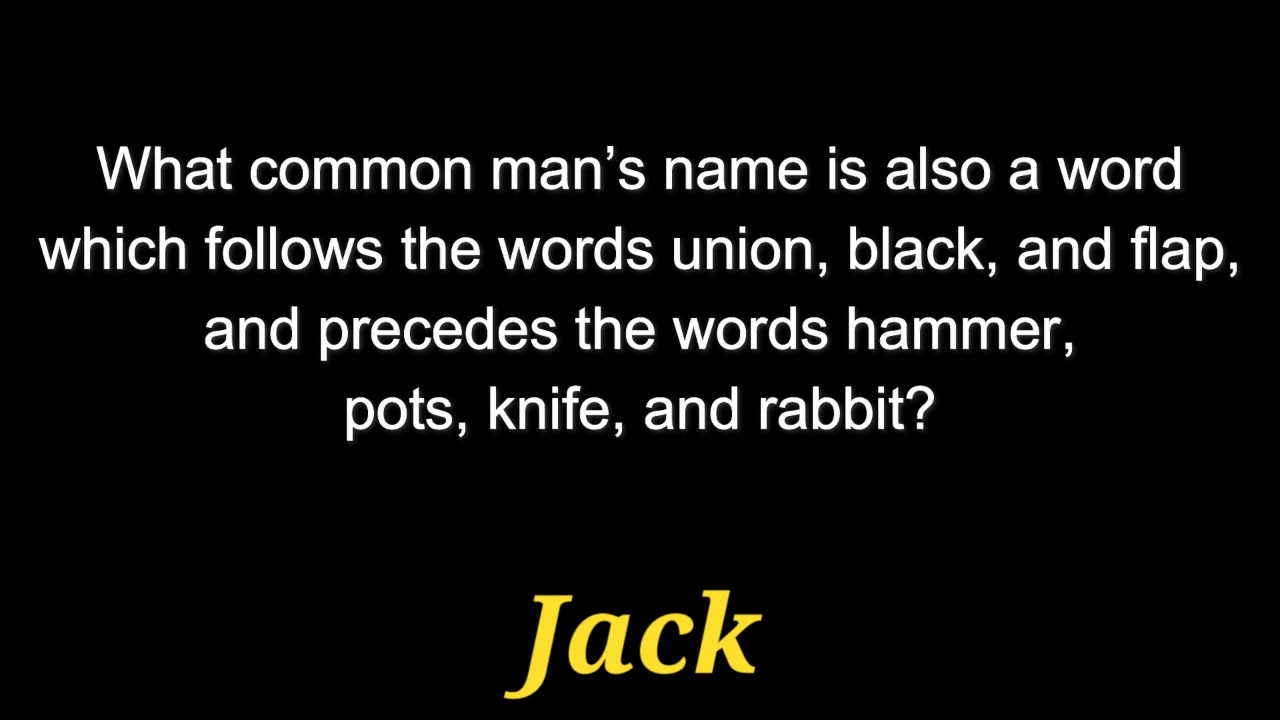 What common man’s name is also a word
which follows the words union, black, and flap,
and precedes the words hammer,
pots, knife, and rabbit?
Jack